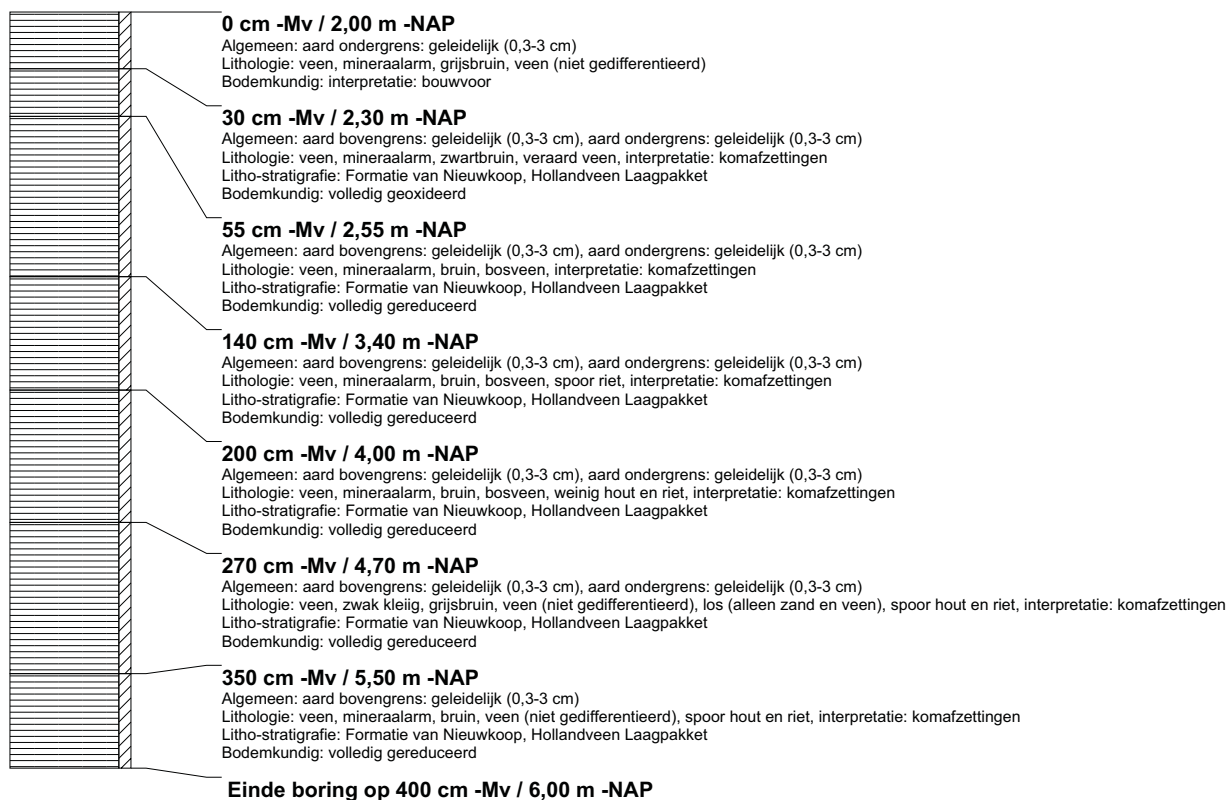 0 cm -Mv / 2,00 m -NAP
Algemeen: aard ondergrens: geleidelijk (0,3-3 cm)
Lithologie: veen, mineraalarm, grijsbruin, veen (niet gedifferentieerd)
Bodemkundig: interpretatie: bouwvoor
30 cm -Mv / 2,30 m -NAP
Algemeen: aard bovengrens: geleidelijk (0,3-3 cm), aard ondergrens: geleidelijk (0,3-3 cm)
Lithologie: veen, mineraalarm, zwartbruin, veraard veen, interpretatie: komafzettingen
Litho-stratigrafie: Formatie van Nieuwkoop, Hollandveen Laagpakket
Bodemkundig: volledig geoxideerd
55 cm -Mv / 2,55 m -NAP
Algemeen: aard bovengrens: geleidelijk (0,3-3 cm), aard ondergrens: geleidelijk (0,3-3 cm)
Lithologie: veen, mineraalarm, bruin, bosveen, interpretatie: komafzettingen
Litho-stratigrafie: Formatie van Nieuwkoop, Hollandveen Laagpakket
Bodemkundig: volledig gereduceerd
140 cm -Mv / 3,40 m -NAP
Algemeen: aard bovengrens: geleidelijk (0,3-3 cm), aard ondergrens: geleidelijk (0,3-3 cm)
Lithologie: veen, mineraalarm, bruin, bosveen, spoor riet, interpretatie: komafzettingen
Litho-stratigrafie: Formatie van Nieuwkoop, Hollandveen Laagpakket
Bodemkundig: volledig gereduceerd
200 cm -Mv / 4,00 m -NAP
Algemeen: aard bovengrens: geleidelijk (0,3-3 cm), aard ondergrens: geleidelijk (0,3-3 cm)
Lithologie: veen, mineraalarm, bruin, bosveen, weinig hout en riet, interpretatie: komafzettingen
Litho-stratigrafie: Formatie van Nieuwkoop, Hollandveen Laagpakket
Bodemkundig: volledig gereduceerd
270 cm -Mv / 4,70 m -NAP
Algemeen: aard bovengrens: geleidelijk (0,3-3 cm), aard ondergrens: geleidelijk (0,3-3 cm)
Lithologie: veen, zwak kleiig, grijsbruin, veen (niet gedifferentieerd), los (alleen zand en veen), spoor hout en riet, interpretatie: komafzettingen
Litho-stratigrafie: Formatie van Nieuwkoop, Hollandveen Laagpakket
Bodemkundig: volledig gereduceerd
350 cm -Mv / 5,50 m -NAP
Algemeen: aard bovengrens: geleidelijk (0,3-3 cm)
Lithologie: veen, mineraalarm, bruin, veen (niet gedifferentieerd), spoor hout en riet, interpretatie: komafzettingen
Litho-stratigrafie: Formatie van Nieuwkoop, Hollandveen Laagpakket
Bodemkundig: volledig gereduceerd
Einde boring op 400 cm -Mv / 6,00 m -NAP